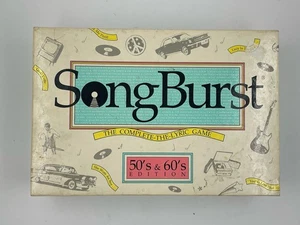 SongBurst
THE COMPLETE-THE-LYRIC GAME
50's & 60's
EDITION